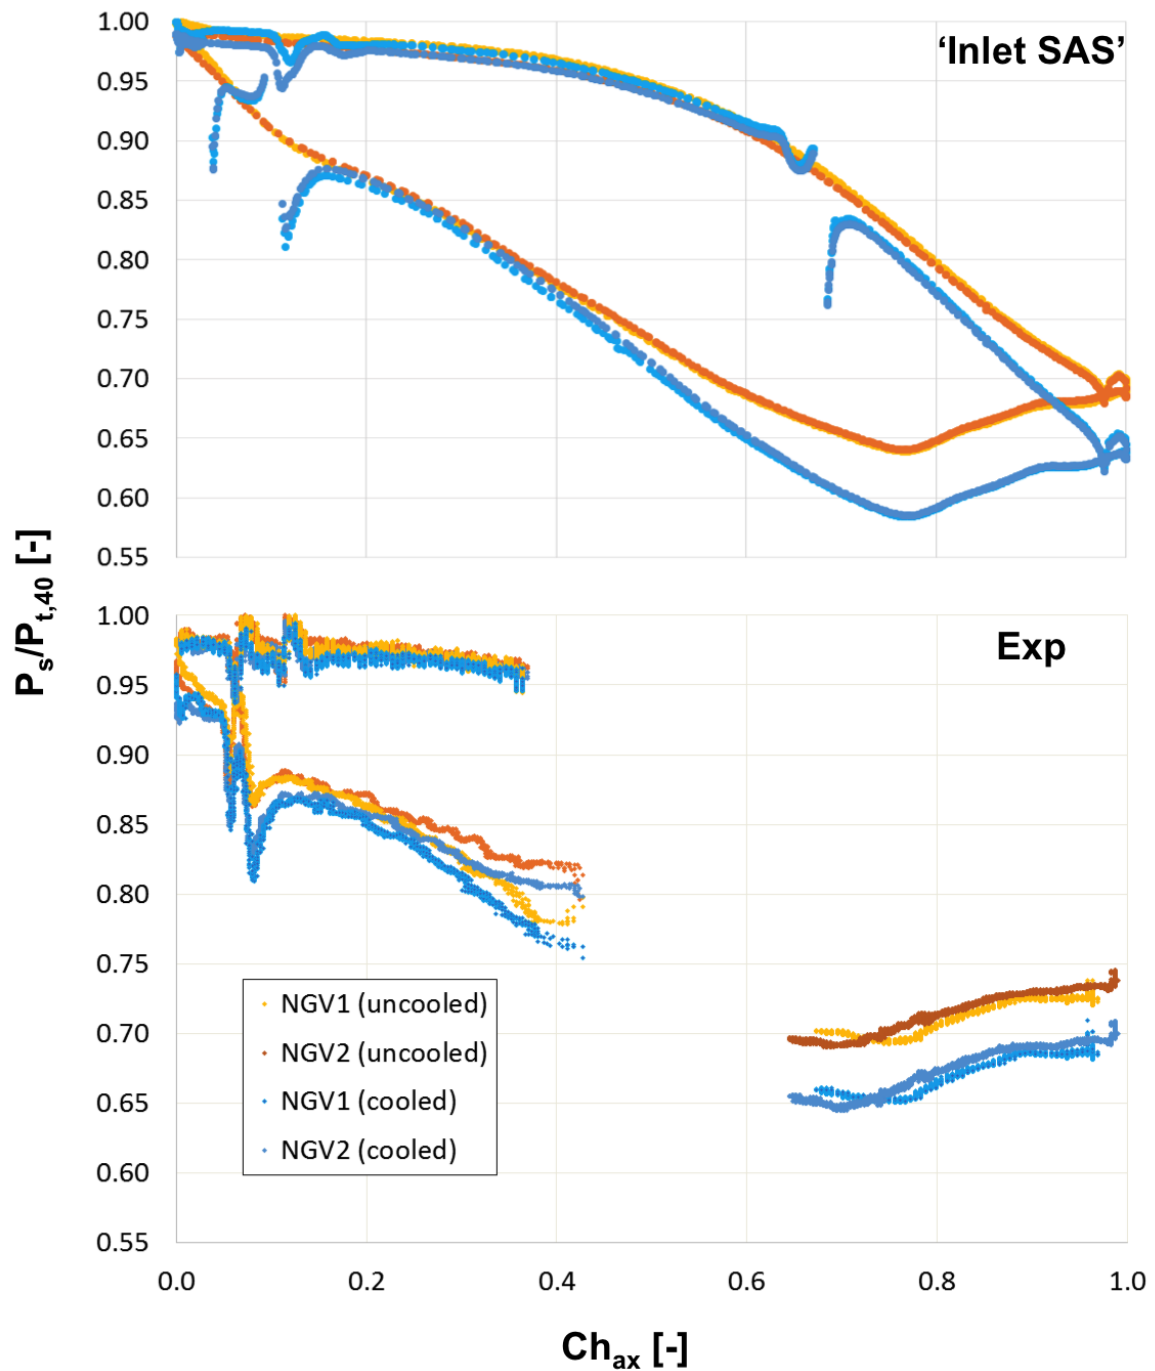 ‘Inlet SAS’
1.00
0.95
0.90
0.85
0.80
0.75
0.70
0.65
0.60
0.55
Ps/Pt,40 [-]
Exp
1.00
0.95
0.90
0.85
0.80
0.75
0.70
0.65
0.60
0.55
NGV1 (uncooled)
NGV2 (uncooled)
NGV1 (cooled)
NGV2 (cooled)
0.0 0.2 0.4 0.6 0.8 1.0
Chax [-]